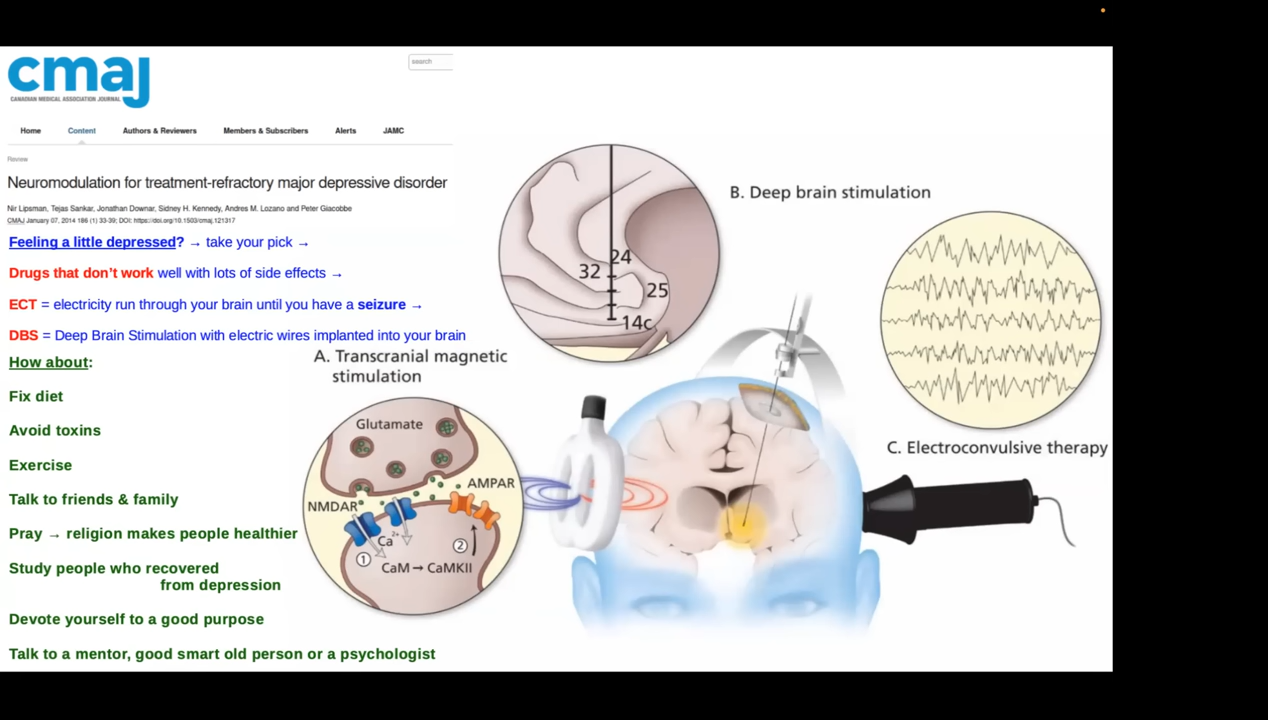 cmaj
CANADIAN MEDICAL ASSOCIATION JOURNAL
search
Home Content Authors & Reviewers Members & Subscribers Alerts JAMC
Review
Neuromodulation for treatment-refractory major depressive disorder
Nir Lipsman, Tejas Sankar, Jonathan Downar, Sidney H. Kennedy, Andres M. Lozano and Peter Giacobbe
CMAJ January 07, 2014 186 (1) 33-39; DOI: https://doi.org/10.1503/cmaj.121317
Feeling a little depressed? → take your pick →
Drugs that don't work well with lots of side effects →
ECT = electricity run through your brain until you have a seizure →
DBS = Deep Brain Stimulation with electric wires implanted into your brain
How about:
Fix diet
Avoid toxins
Exercise
Talk to friends & family
Pray → religion makes people healthier
Study people who recovered
from depression
Devote yourself to a good purpose
Talk to a mentor, good smart old person or a psychologist
A. Transcranial magnetic
stimulation
Glutamate
AMPAR
NMDAR
Ca2+
1
2
CaM → CaMKII
B. Deep brain stimulation
24
32
25
14c
C. Electroconvulsive therapy